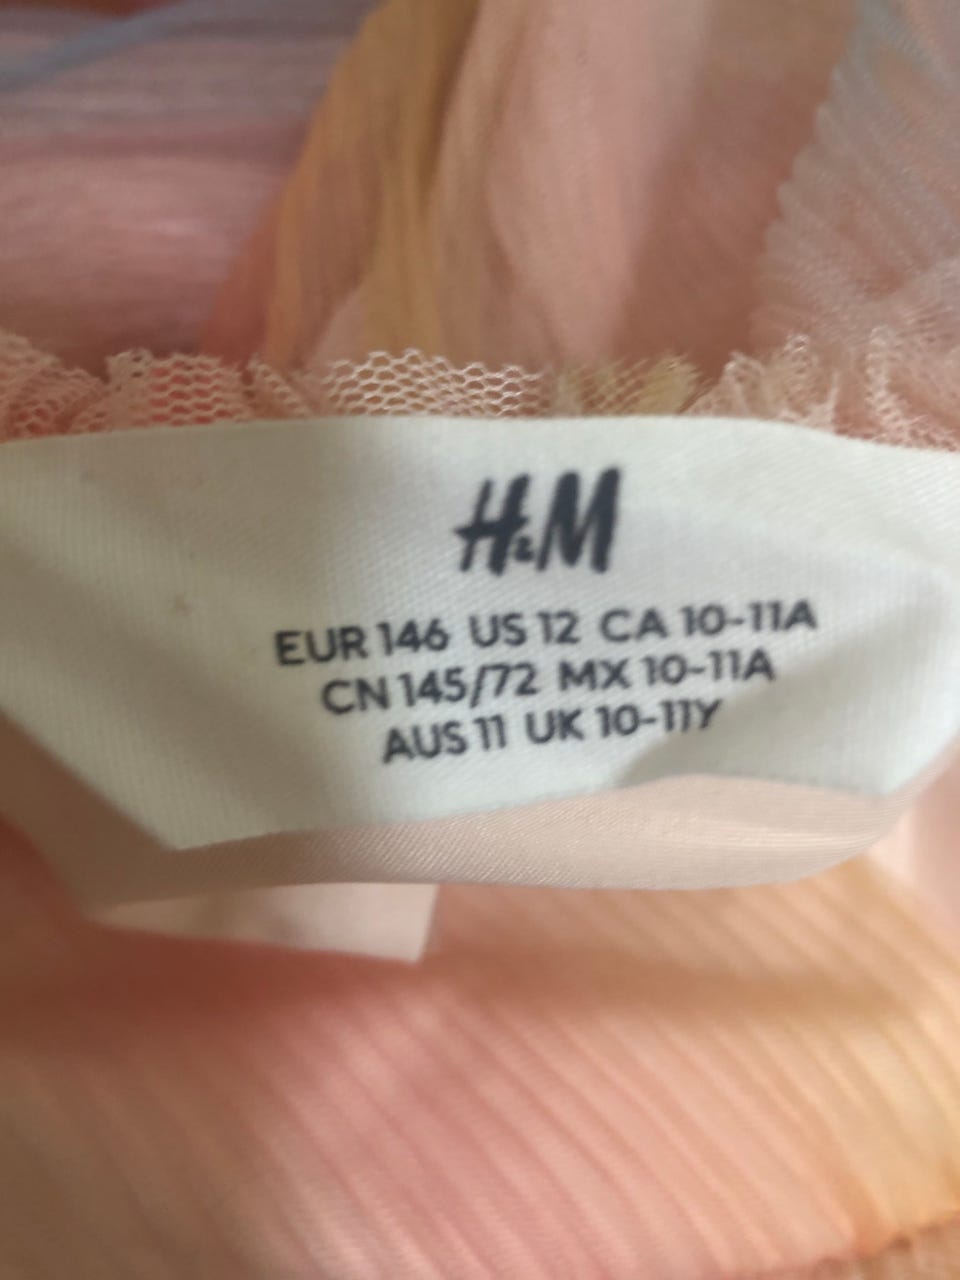 H&M
EUR 146 US 12 CA 10-11A
CN 145/72 MX 10-11A
AUS 11 UK 10-11Y